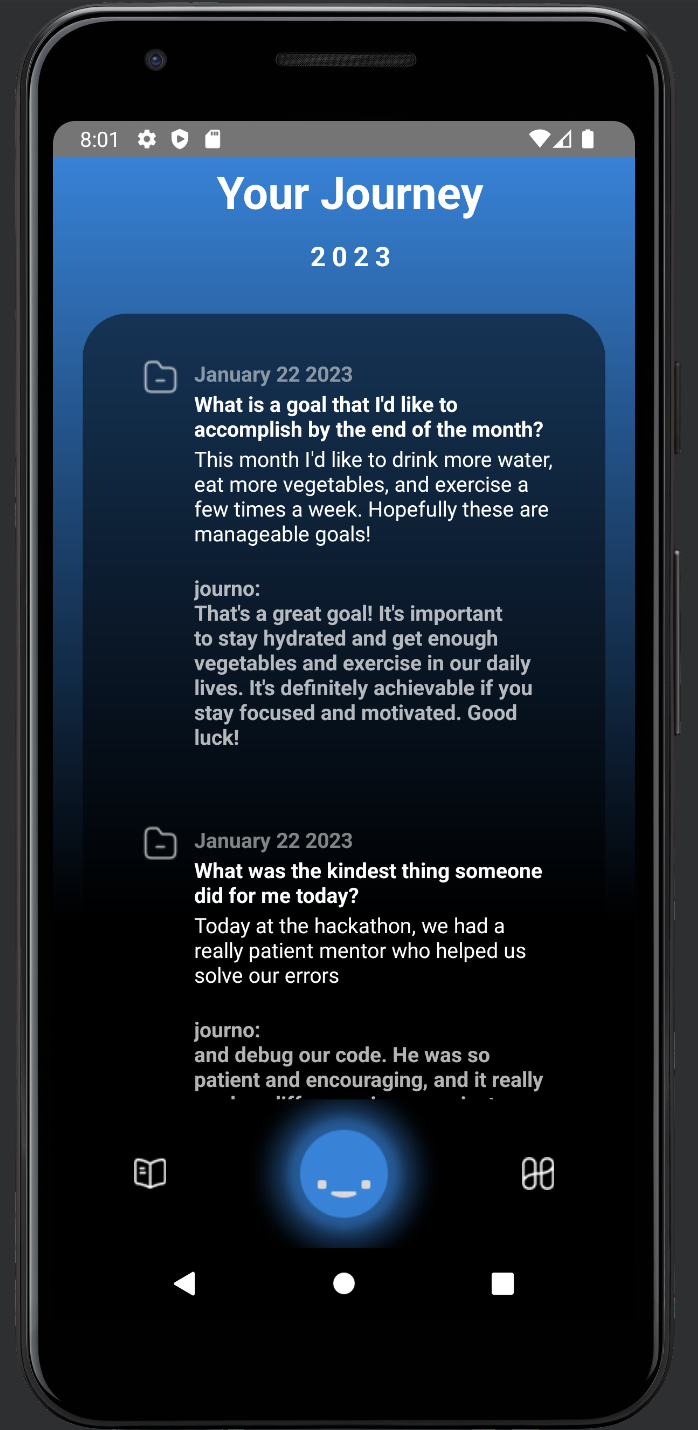 8:01
Your Journey
2023
January 22 2023
What is a goal that I'd like to
accomplish by the end of the month?
This month I'd like to drink more water,
eat more vegetables, and exercise a
few times a week. Hopefully these are
manageable goals!
journo:
That's a great goal! It's important
to stay hydrated and get enough
vegetables and exercise in our daily
lives. It's definitely achievable if you
stay focused and motivated. Good
luck!
January 22 2023
What was the kindest thing someone
did for me today?
Today at the hackathon, we had a
really patient mentor who helped us
solve our errors
journo:
and debug our code. He was so
patient and encouraging, and it really